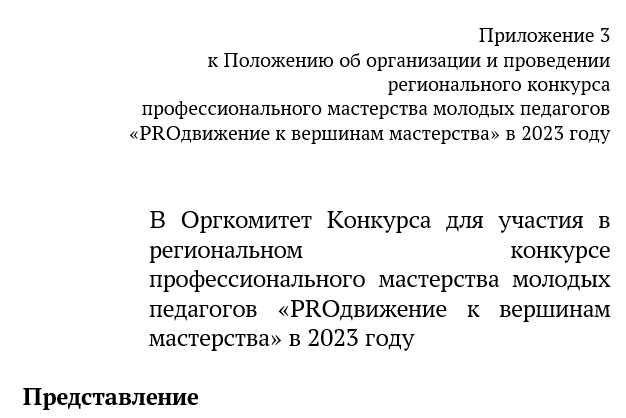 Приложение 3
к Положению об организации и проведении
регионального конкурса
профессионального мастерства молодых педагогов
«PROдвижение к вершинам мастерства» в 2023 году
В Оргкомитет Конкурса для участия в
региональном конкурсе
профессионального мастерства молодых
педагогов «PROдвижение к вершинам
мастерства» в 2023 году
Представление